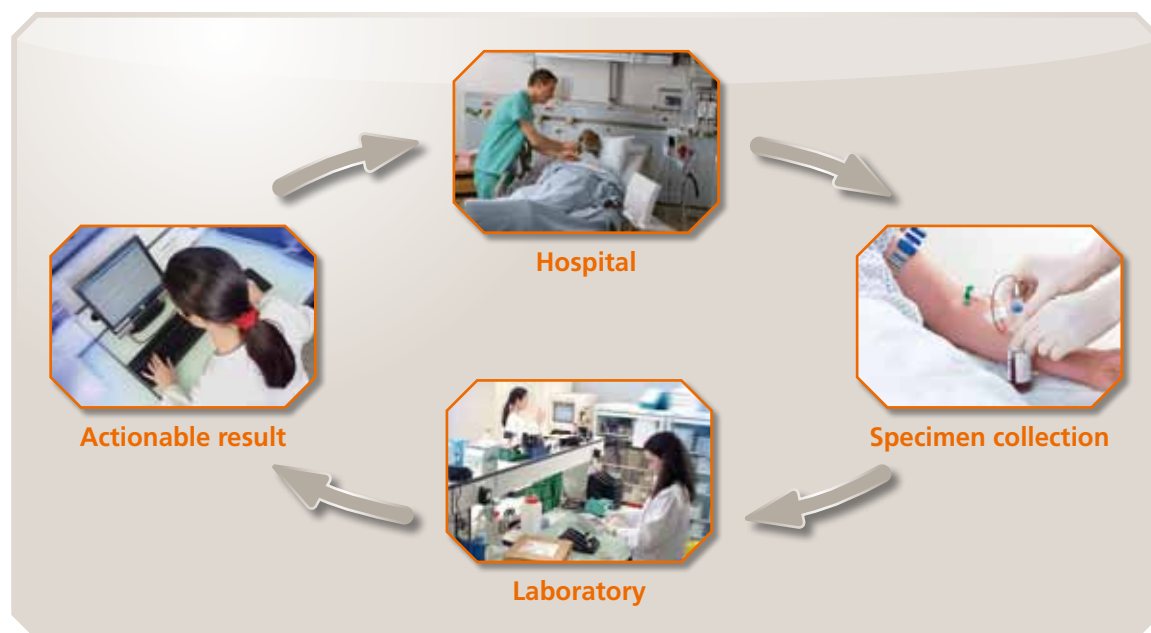 Hospital
Actionable result
Specimen collection
Laboratory